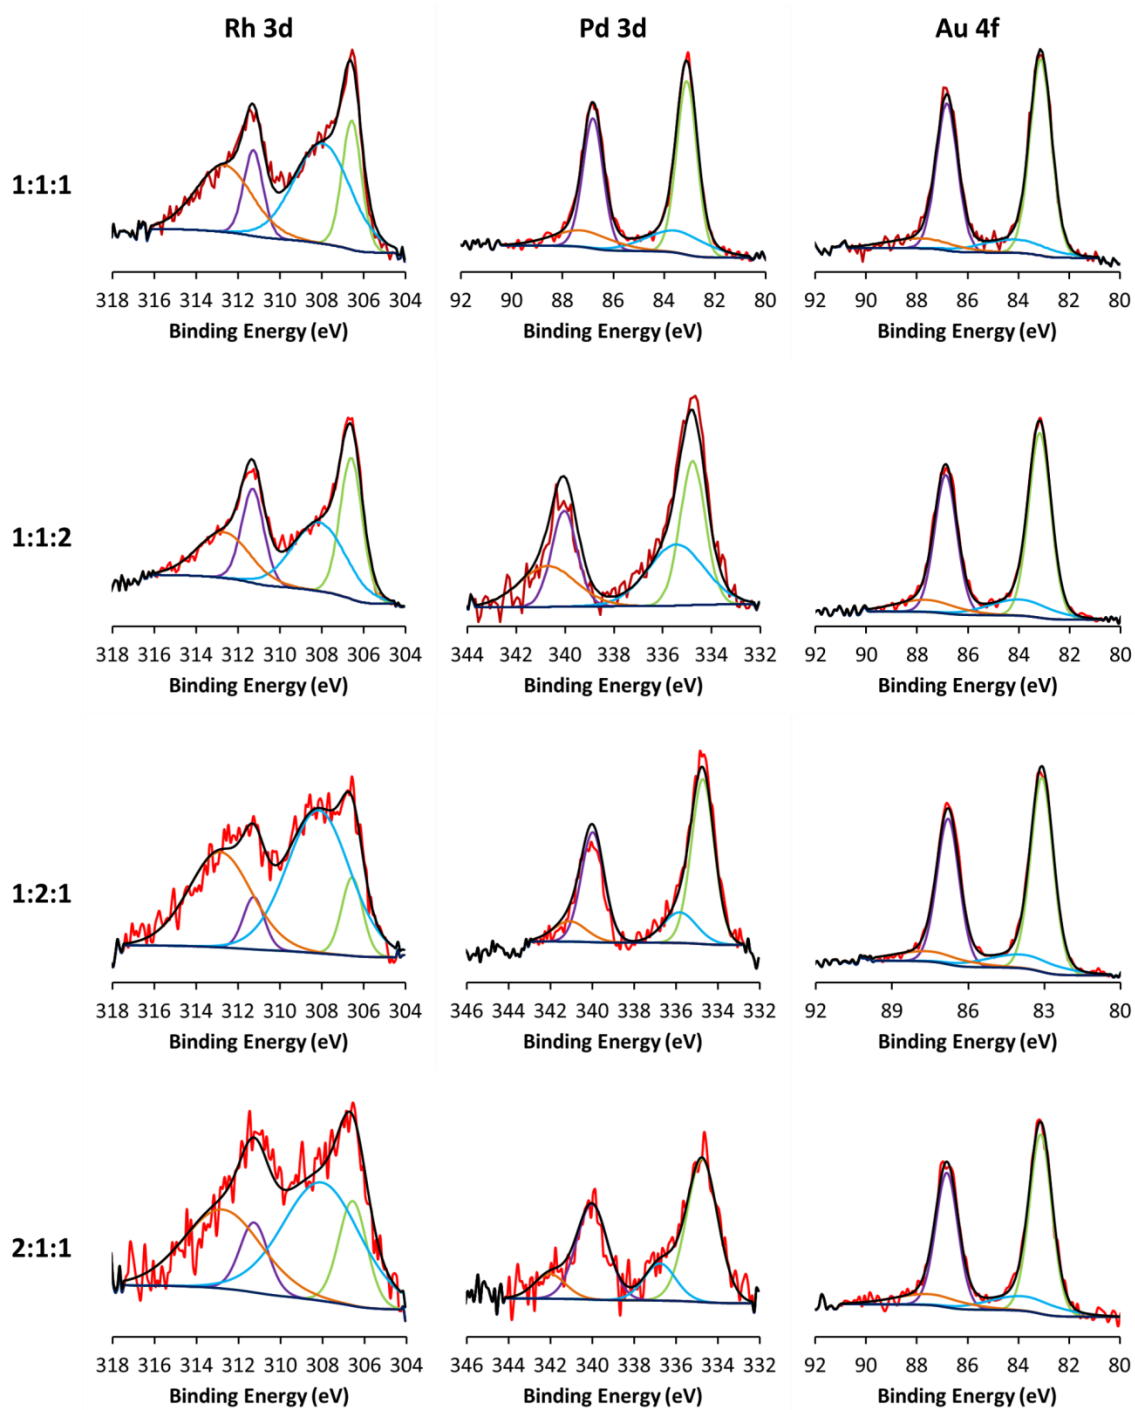 Rh 3d Pd 3d Au 4f
1:1:1
318 316 314 312 310 308 306 304 92 90 88 86 84 82 80 92 90 88 86 84 82 80
Binding Energy (eV) Binding Energy (eV) Binding Energy (eV)
1:1:2
318 316 314 312 310 308 306 304 344 342 340 338 336 334 332 92 90 88 86 84 82 80
Binding Energy (eV) Binding Energy (eV) Binding Energy (eV)
1:2:1
318 316 314 312 310 308 306 304 346 344 342 340 338 336 334 332 92 89 86 83 80
Binding Energy (eV) Binding Energy (eV) Binding Energy (eV)
2:1:1
318 316 314 312 310 308 306 304 346 344 342 340 338 336 334 332 92 90 88 86 84 82 80
Binding Energy (eV) Binding Energy (eV) Binding Energy (eV)